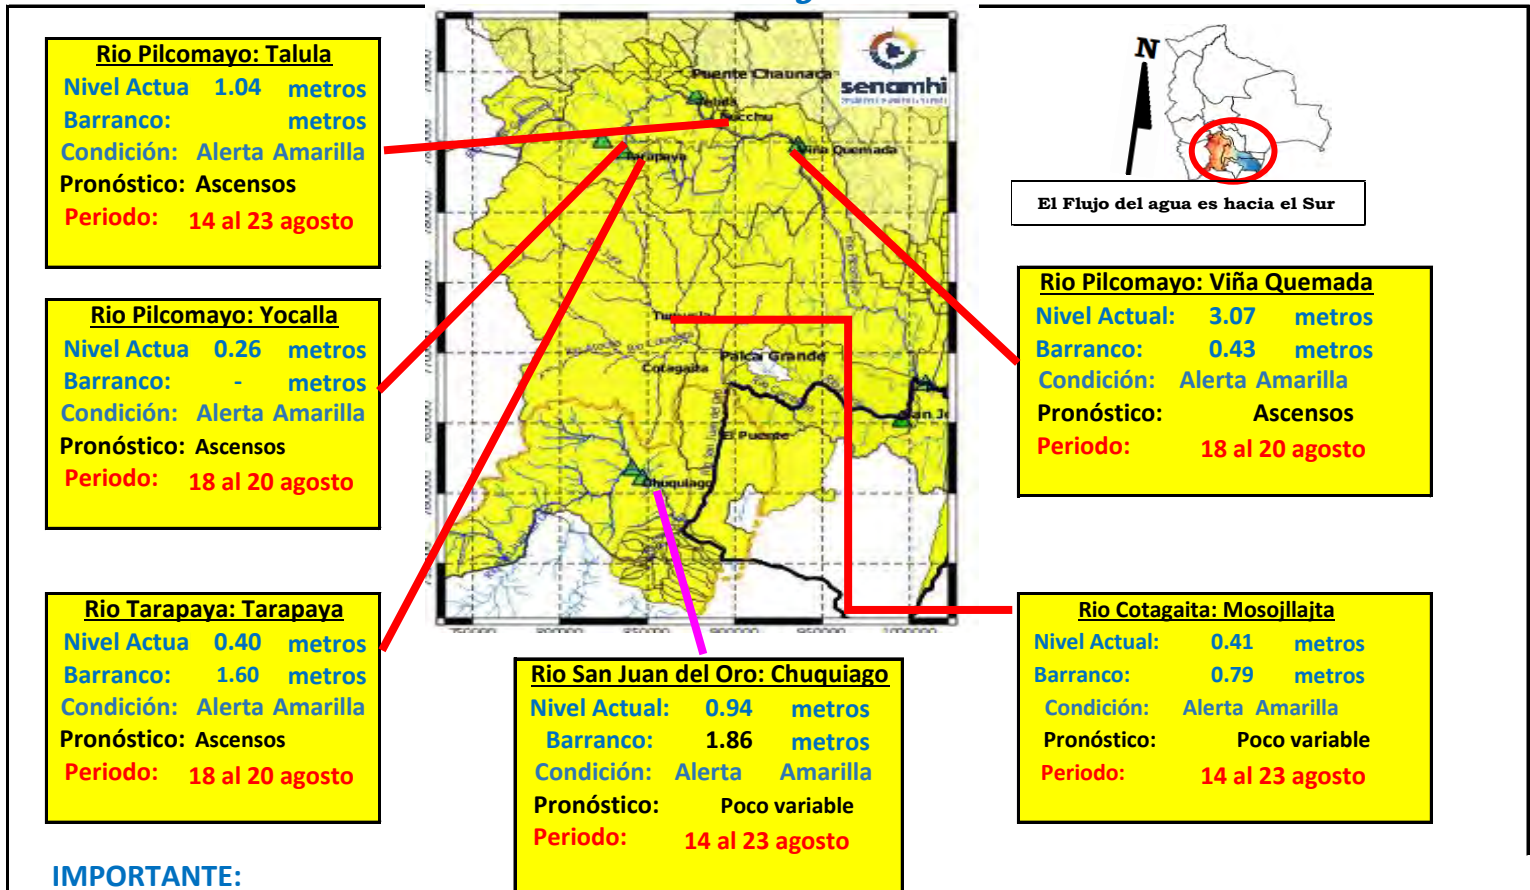 Rio Pilcomayo: Talula
Nivel Actua 1.04 metros
Barranco: metros
Condición: Alerta Amarilla
Pronóstico: Ascensos
Periodo: 14 al 23 agosto
Rio Pilcomayo: Yocalla
Nivel Actua 0.26 metros
Barranco: - metros
Condición: Alerta Amarilla
Pronóstico: Ascensos
Periodo: 18 al 20 agosto
Rio Tarapaya: Tarapaya
Nivel Actua 0.40 metros
Barranco: 1.60 metros
Condición: Alerta Amarilla
Pronóstico: Ascensos
Periodo: 18 al 20 agosto
Puente Chaunaca
senamhi
Tarapaya
Viña Quemada
Palca Grande
Cotagaita
El Puente
Chuquiago
Rio San Juan del Oro: Chuquiago
Nivel Actual: 0.94 metros
Barranco: 1.86 metros
Condición: Alerta Amarilla
Pronóstico: Poco variable
Periodo: 14 al 23 agosto
N
El Flujo del agua es hacia el Sur
Rio Pilcomayo: Viña Quemada
Nivel Actual: 3.07 metros
Barranco: 0.43 metros
Condición: Alerta Amarilla
Pronóstico: Ascensos
Periodo: 18 al 20 agosto
Rio Cotagaita: Mosojllajta
Nivel Actual: 0.41 metros
Barranco: 0.79 metros
Condición: Alerta Amarilla
Pronóstico: Poco variable
Periodo: 14 al 23 agosto
IMPORTANTE: